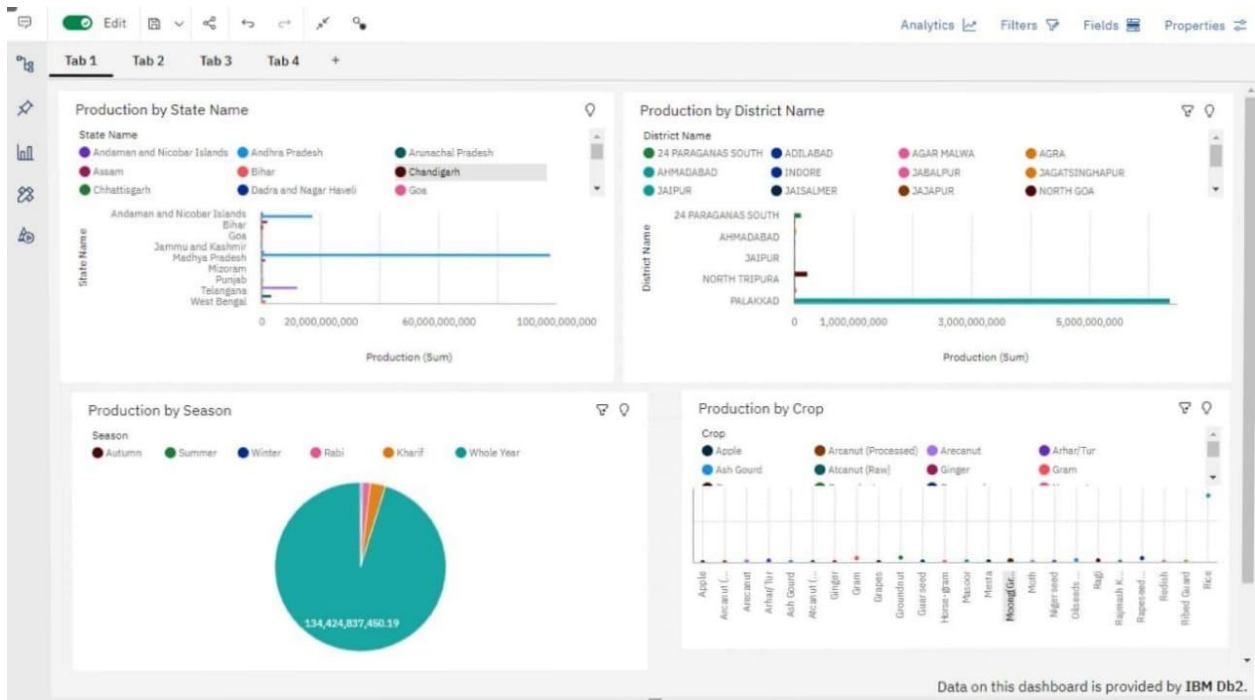 Edit
Analytics Filters Fields Properties
Tab 1 Tab 2 Tab 3 Tab 4 +
Production by State Name
State Name
Andaman and Nicobar Islands Andhra Pradesh Arunachal Pradesh
Assam Bihar Chandigarh
Chhattisgarh Dadra and Nagar Haveli Goa
State Name
Andaman and Nicobar Islands
Bihar
Goa
Jammu and Kashmir
Madhya Pradesh
Mizoram
Punjab
Telangana
West Bengal
0 20,000,000,000 60,000,000,000 100,000,000,000
Production (Sum)
Production by District Name
District Name
24 PARAGANAS SOUTH ADILABAD AGAR MALWA AGRA
AHMADABAD INDORE JABALPUR JAGATSINGHAPUR
JAIPUR JAISALMER JAJAPUR NORTH GOA
District Name
24 PARAGANAS SOUTH
AHMADABAD
JAIPUR
NORTH TRIPURA
PALAKKAD
0 1,000,000,000 3,000,000,000 5,000,000,000
Production (Sum)
Production by Season
Season
Autumn Summer Winter Rabi Kharif Whole Year
134,424,837,450.19
Production by Crop
Crop
Apple Arcanut (Processed) Arecanut Arhar/Tur
Ash Gourd Atcanut (Raw) Ginger Gram
Apple
Arcanut (...
Arecanut
Arhar/Tur
Ash Gourd
Atcanut (...
Ginger
Gram
Grapes
Groundnut
Guar seed
Horse-gram
Masoor
Mesta
Moong(Gr...
Moth
Niger seed
Oilseeds ...
Ragi
Rajmash K...
Rapeseed ...
Redish
Ribed Guard
Rice
Data on this dashboard is provided by IBM Db2.